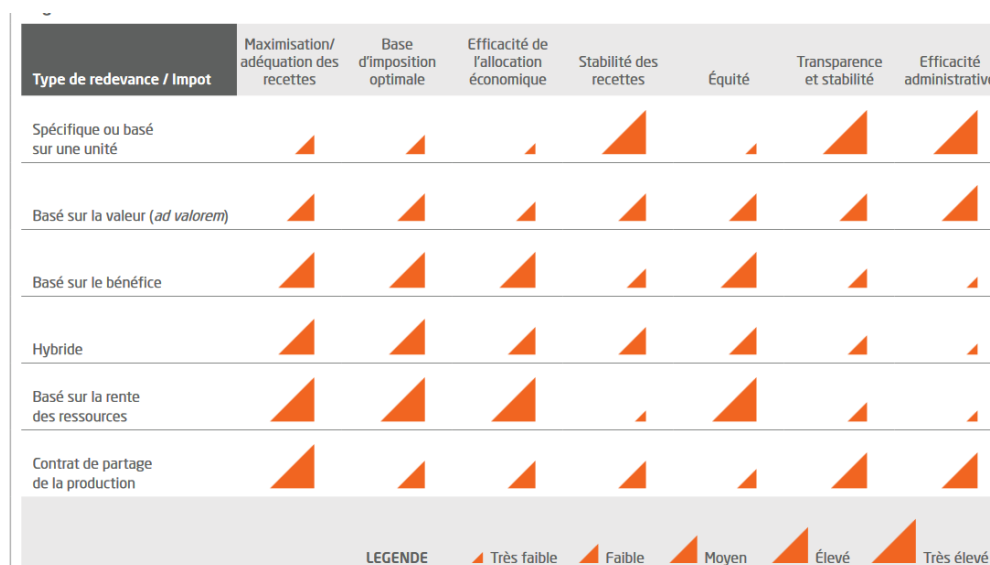 Maximisation/
adéquation des
recettes
Base
d'imposition
optimale
Efficacité de
l'allocation
économique
Stabilité des
recettes
Équité
Transparence
et stabilité
Efficacité
administrative
Type de redevance / Impot
Spécifique ou basé
sur une unité
Basé sur la valeur (ad valorem)
Basé sur le bénéfice
Hybride
Basé sur la rente
des ressources
Contrat de partage
de la production
LEGENDE
Très faible
Faible
Moyen
Élevé
Très élevé